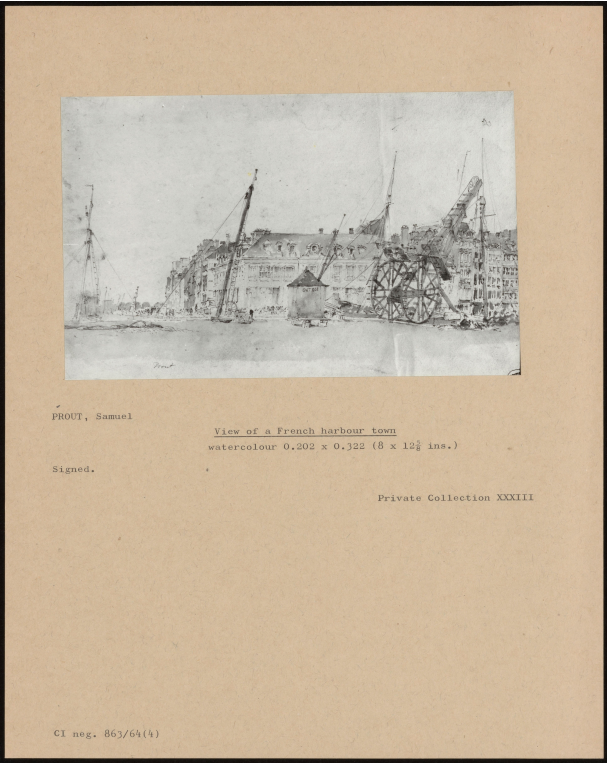 Prout
PROUT, Samuel
View of a French harbour town
watercolour 0.202 x 0.322 (8 x 12⅝ ins.)
Signed.
Private Collection XXXIII
CI neg. 863/64(4)